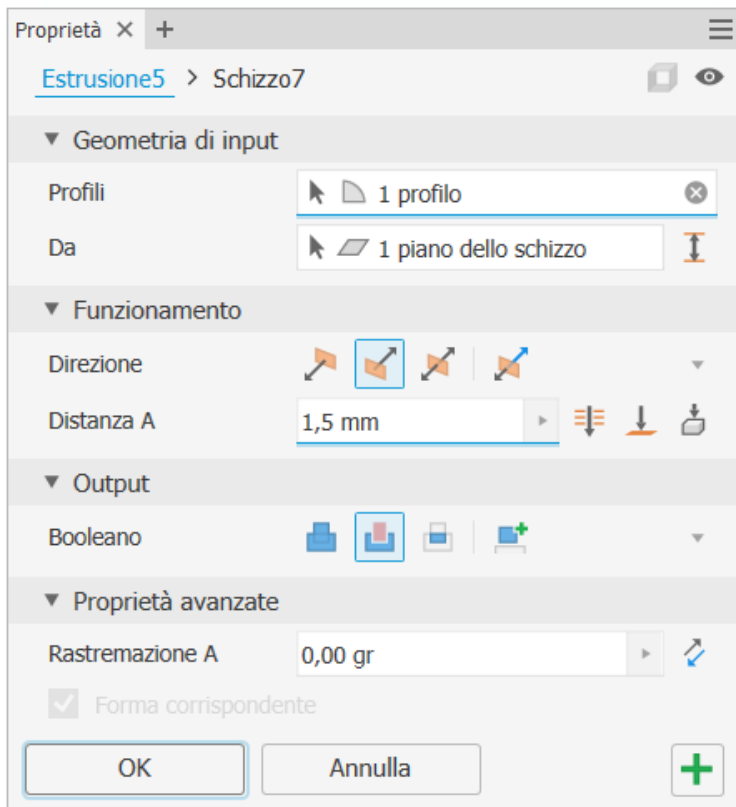 Proprietà
Estrusione5 > Schizzo7
Geometria di input
Profili 1 profilo
Da 1 piano dello schizzo
Funzionamento
Direzione
Distanza A 1,5 mm
Output
Booleano
Proprietà avanzate
Rastremazione A 0,00 gr
Forma corrispondente
OK Annulla